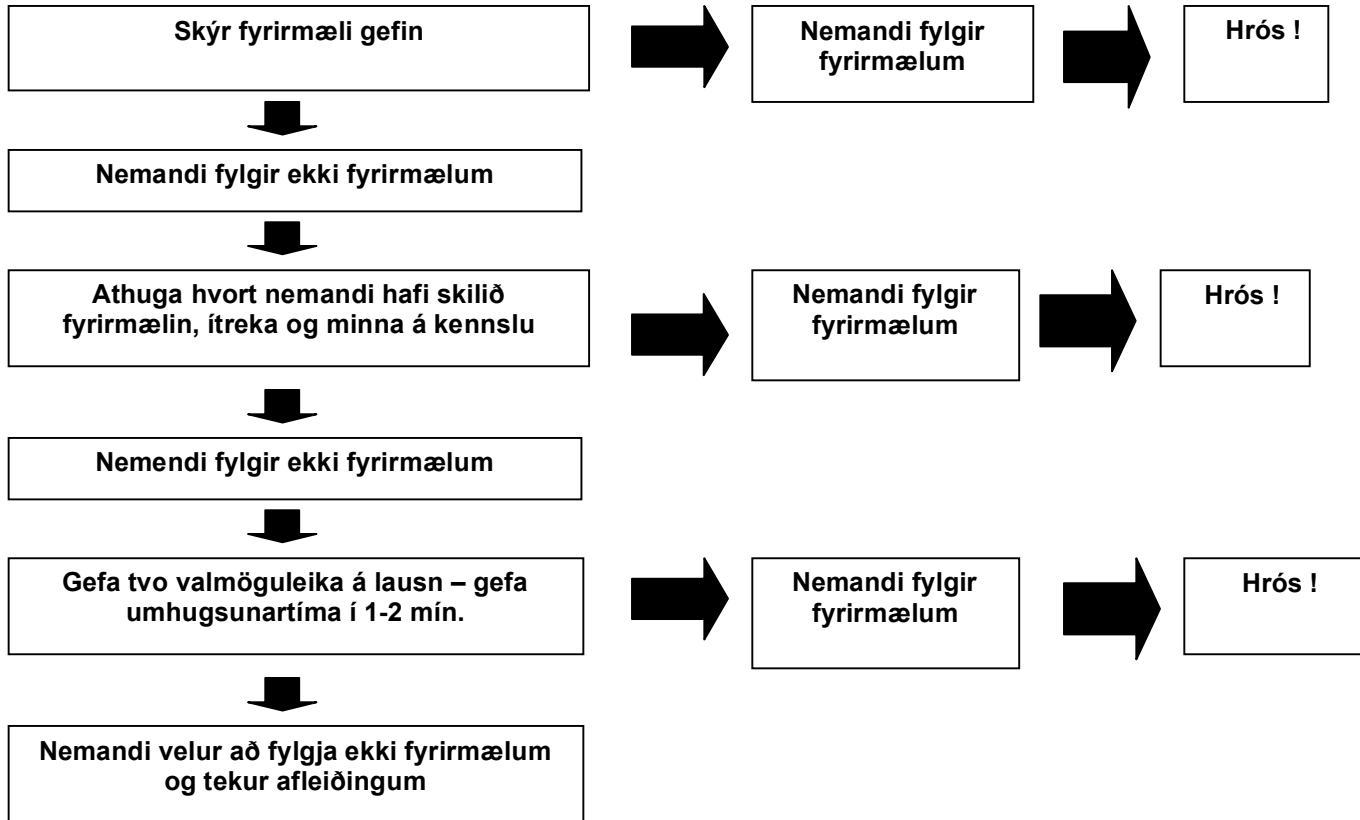 Skýr fyrirmæli gefin
Nemandi fylgir
fyrirmælum
Hrós !
Nemandi fylgir ekki fyrirmælum
Athuga hvort nemandi hafi skilið
fyrirmælin, ítreka og minna á kennslu
Nemandi fylgir
fyrirmælum
Hrós !
Nemendi fylgir ekki fyrirmælum
Gefa tvo valmöguleika á lausn – gefa
umhugsunartíma í 1-2 mín.
Nemandi fylgir
fyrirmælum
Hrós !
Nemandi velur að fylgja ekki fyrirmælum
og tekur afleiðingum